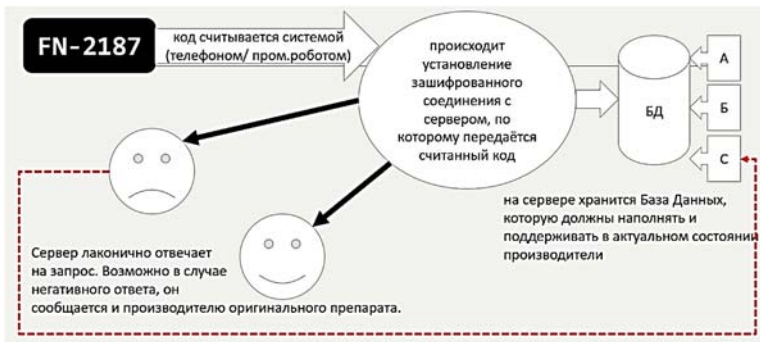 FN-2187
код считывается системой
(телефоном/ пром.роботом)
происходит
установление
зашифрованного
соединения с
сервером, по
которому передаётся
считанный код
БД
А
Б
С
на сервере хранится База Данных,
которую должны наполнять и
поддерживать в актуальном состоянии
производители
Сервер лаконично отвечает
на запрос. Возможно в случае
негативного ответа, он
сообщается и производителю оригинального препарата.